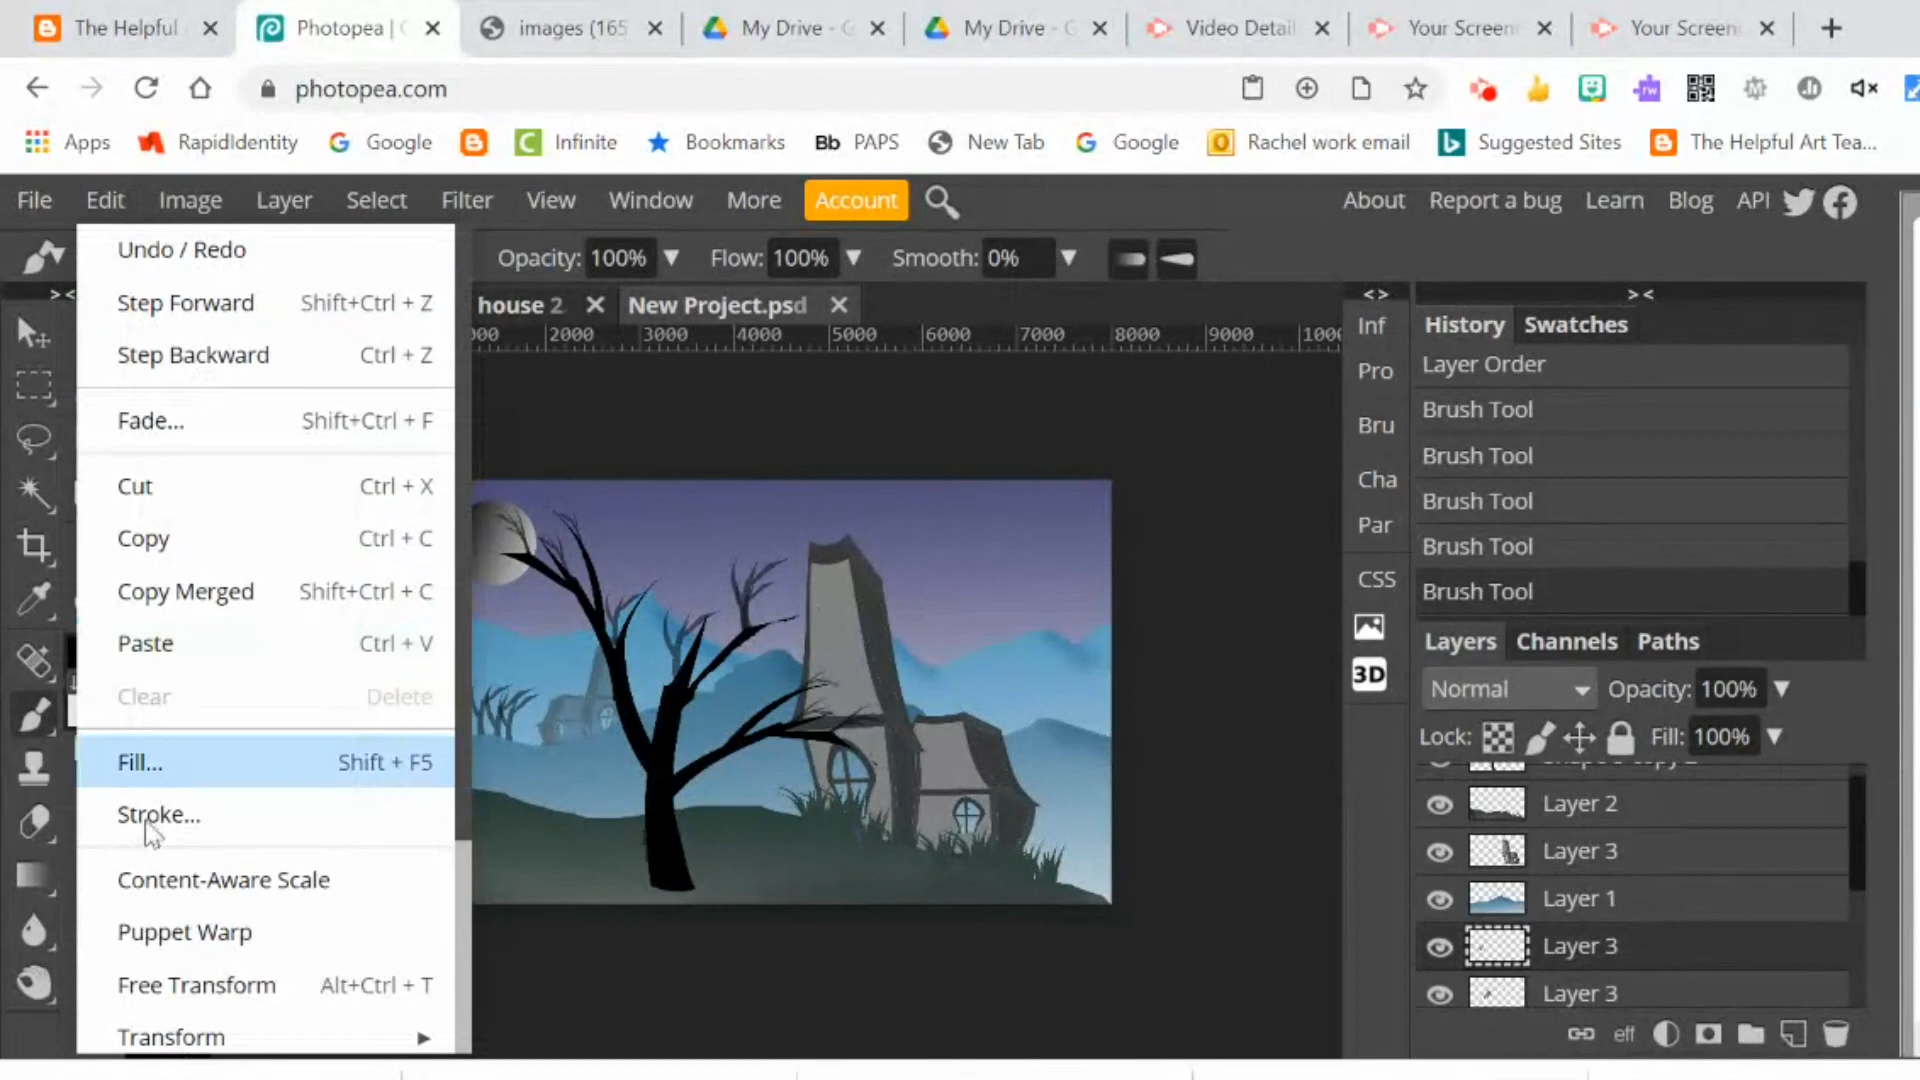 The Helpful
Photopea | C
images (165
My Drive - G
My Drive - G
Video Detail
Your Screen
Your Screen
photopea.com
Apps RapidIdentity Google Infinite Bookmarks Bb PAPS New Tab Google Rachel work email Suggested Sites The Helpful Art Tea...
File Edit Image Layer Select Filter View Window More Account About Report a bug Learn Blog API
Opacity: 100% Flow: 100% Smooth: 0%
house 2 New Project.psd
000 2000 3000 4000 5000 6000 7000 8000 9000 1000
Undo / Redo
Step Forward Shift+Ctrl + Z
Step Backward Ctrl + Z
Fade... Shift+Ctrl + F
Cut Ctrl + X
Copy Ctrl + C
Copy Merged Shift+Ctrl + C
Paste Ctrl + V
Clear Delete
Fill... Shift + F5
Stroke...
Content-Aware Scale
Puppet Warp
Free Transform Alt+Ctrl + T
Transform
Inf
Pro
Bru
Cha
Par
CSS
3D
History Swatches
Layer Order
Brush Tool
Brush Tool
Brush Tool
Brush Tool
Brush Tool
Layers Channels Paths
Normal Opacity: 100%
Lock: Fill: 100%
Layer 2
Layer 3
Layer 1
Layer 3
Layer 3
eff